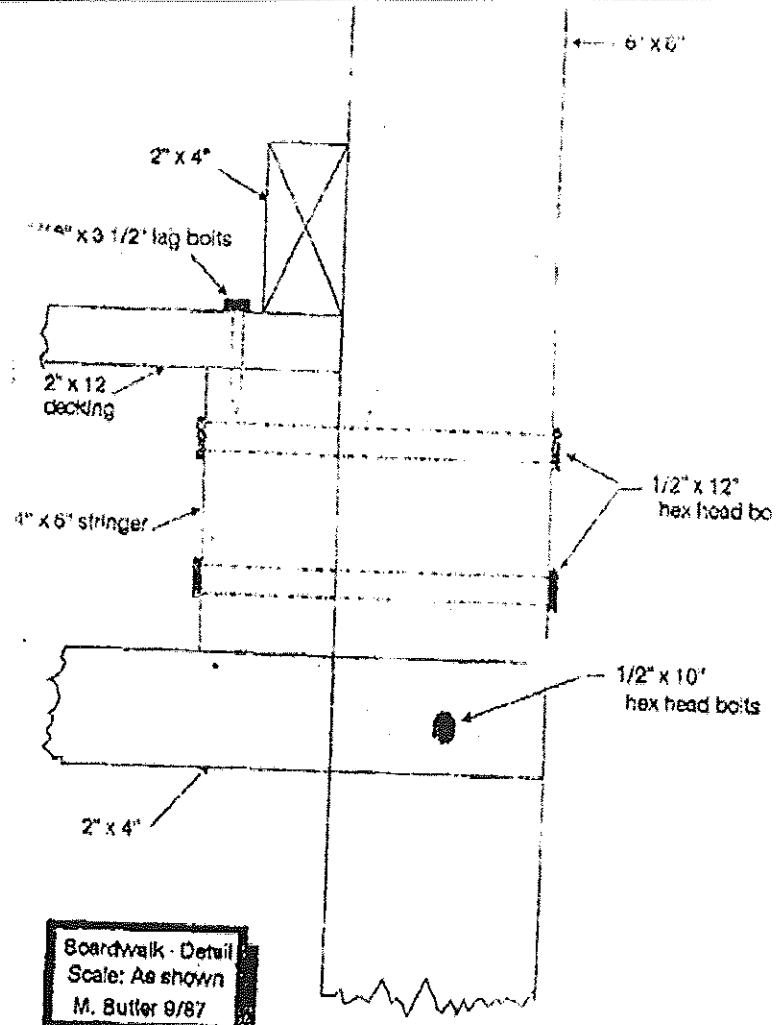 6" x 6"
2" x 4"
x 3 1/2" lag bolts
2" x 12
decking
1/2" x 12"
hex head bo
4" x 6" stringer
1/2" x 10"
hex head bolts
2" x 4"
Boardwalk - Detail
Scale: As shown
M. Butler 9/87